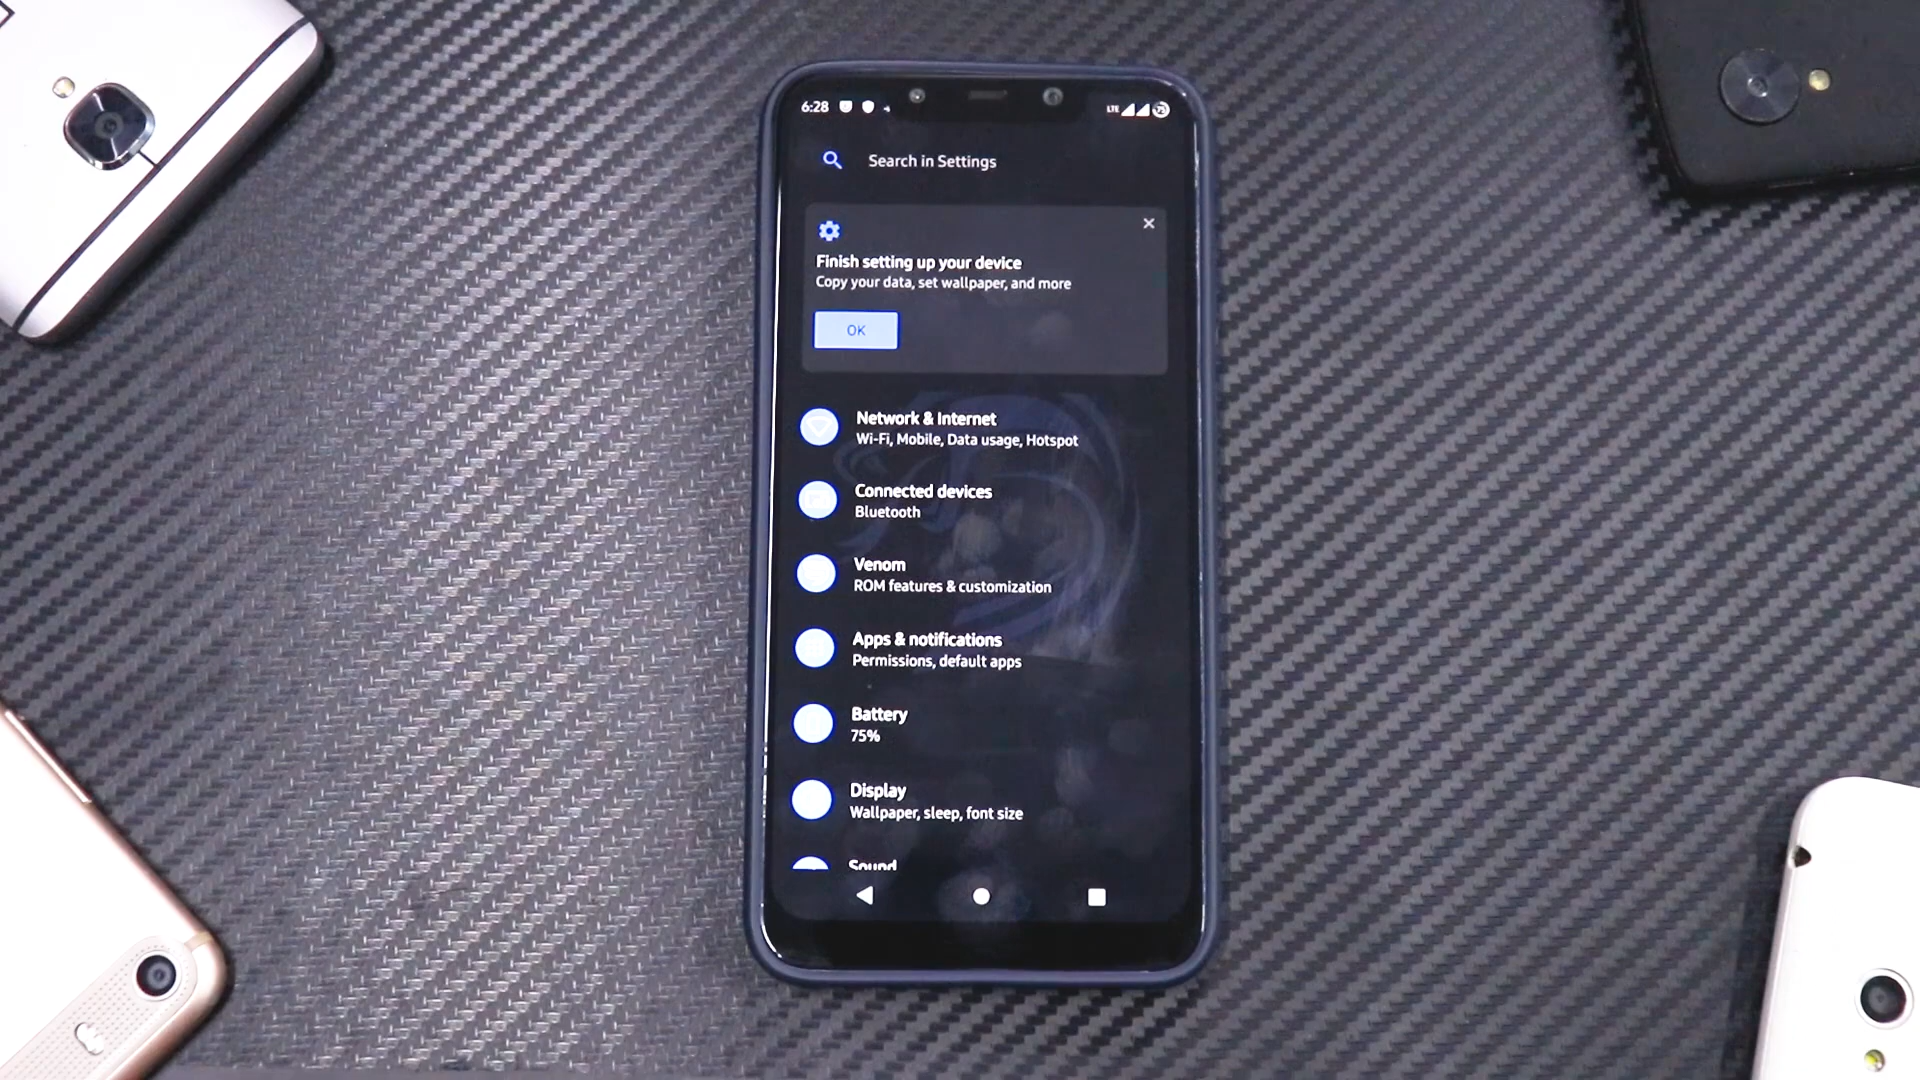 6:28
LTE
75
Search in Settings
Finish setting up your device
Copy your data, set wallpaper, and more
OK
Network & Internet
Wi-Fi, Mobile, Data usage, Hotspot
Connected devices
Bluetooth
Venom
ROM features & customization
Apps & notifications
Permissions, default apps
Battery
75%
Display
Wallpaper, sleep, font size
Sound